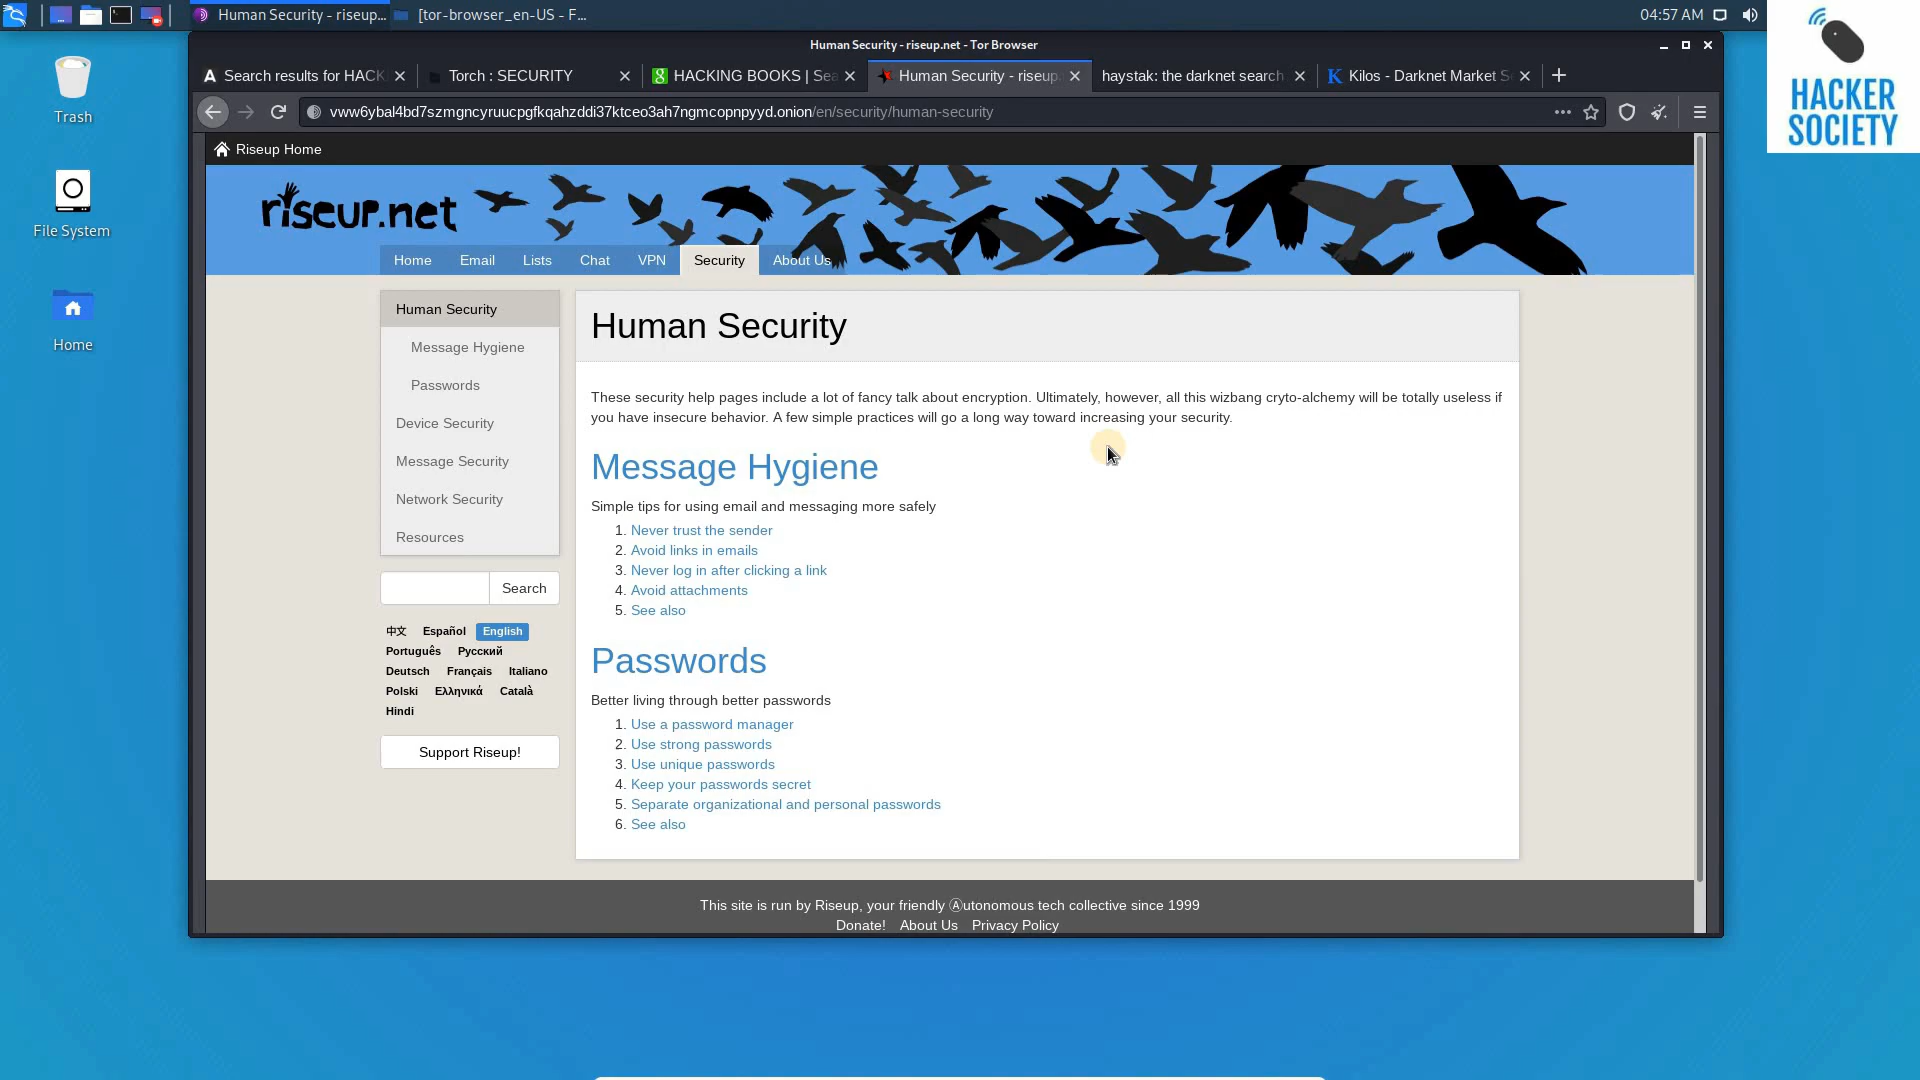 Human Security - riseup...
[tor-browser_en-US - F...
04:57 AM
Human Security - riseup.net - Tor Browser
Search results for HACK
Torch : SECURITY
HACKING BOOKS | Sea
Human Security - riseup.
haystak: the darknet search
Kilos - Darknet Market S
vww6ybal4bd7szmgncyruucpgfkqahzddi37ktceo3ah7ngmcopnpyyd.onion/en/security/human-security
HACKER
SOCIETY
Trash
File System
Home
Riseup Home
riseup.net
Home
Email
Lists
Chat
VPN
Security
About Us
Human Security
Message Hygiene
Passwords
Device Security
Message Security
Network Security
Resources
Search
中文 Español English
Português Русский
Deutsch Français Italiano
Polski Ελληνικά Català
Hindi
Support Riseup!
Human Security
These security help pages include a lot of fancy talk about encryption. Ultimately, however, all this wizbang cryto-alchemy will be totally useless if
you have insecure behavior. A few simple practices will go a long way toward increasing your security.
Message Hygiene
Simple tips for using email and messaging more safely
1. Never trust the sender
2. Avoid links in emails
3. Never log in after clicking a link
4. Avoid attachments
5. See also
Passwords
Better living through better passwords
1. Use a password manager
2. Use strong passwords
3. Use unique passwords
4. Keep your passwords secret
5. Separate organizational and personal passwords
6. See also
This site is run by Riseup, your friendly Ⓐutonomous tech collective since 1999
Donate! About Us Privacy Policy